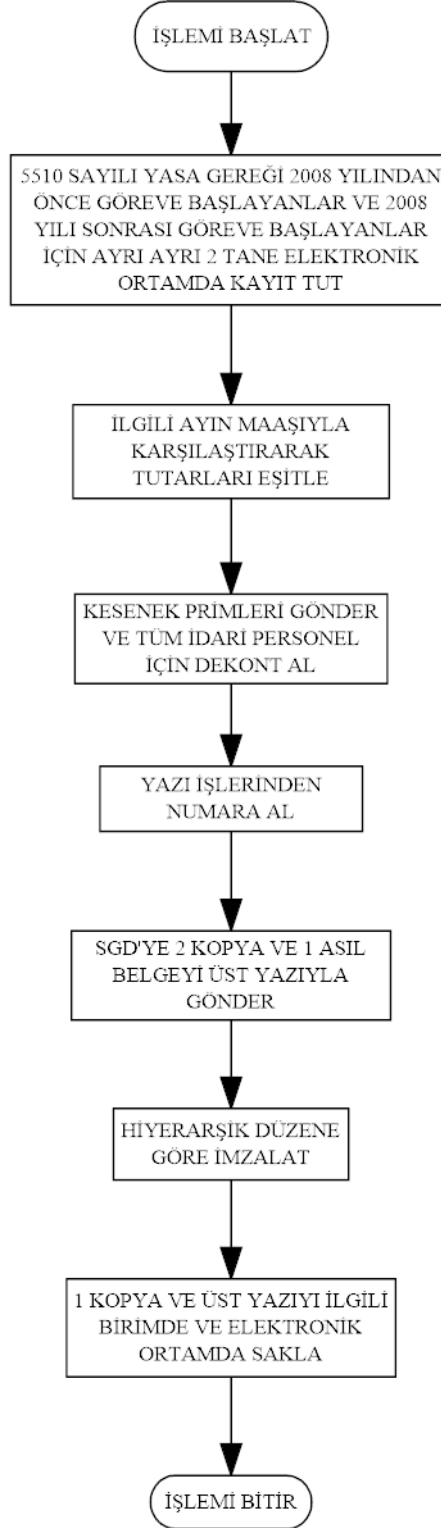 İŞLEMİ BAŞLAT
5510 SAYILI YASA GEREĞİ 2008 YILINDAN
ÖNCE GÖREVE BAŞLAYANLAR VE 2008
YILI SONRASI GÖREVE BAŞLAYANLAR
İÇİN AYRI AYRI 2 TANE ELEKTRONİK
ORTAMDA KAYIT TUT
İLGİLİ AYIN MAAŞIYLA
KARŞILAŞTIRARAK
TUTARLARI EŞİTLE
KESENEK PRİMLERİ GÖNDER
VE TÜM İDARİ PERSONEL
İÇİN DEKONT AL
YAZI İŞLERİNDEN
NUMARA AL
SGD'YE 2 KOPYA VE 1 ASIL
BELGEYİ ÜST YAZIYLA
GÖNDER
HİYERARŞİK DÜZENE
GÖRE İMZALAT
1 KOPYA VE ÜST YAZIYI İLGİLİ
BİRİMDE VE ELEKTRONİK
ORTAMDA SAKLA
İŞLEMİ BİTİR